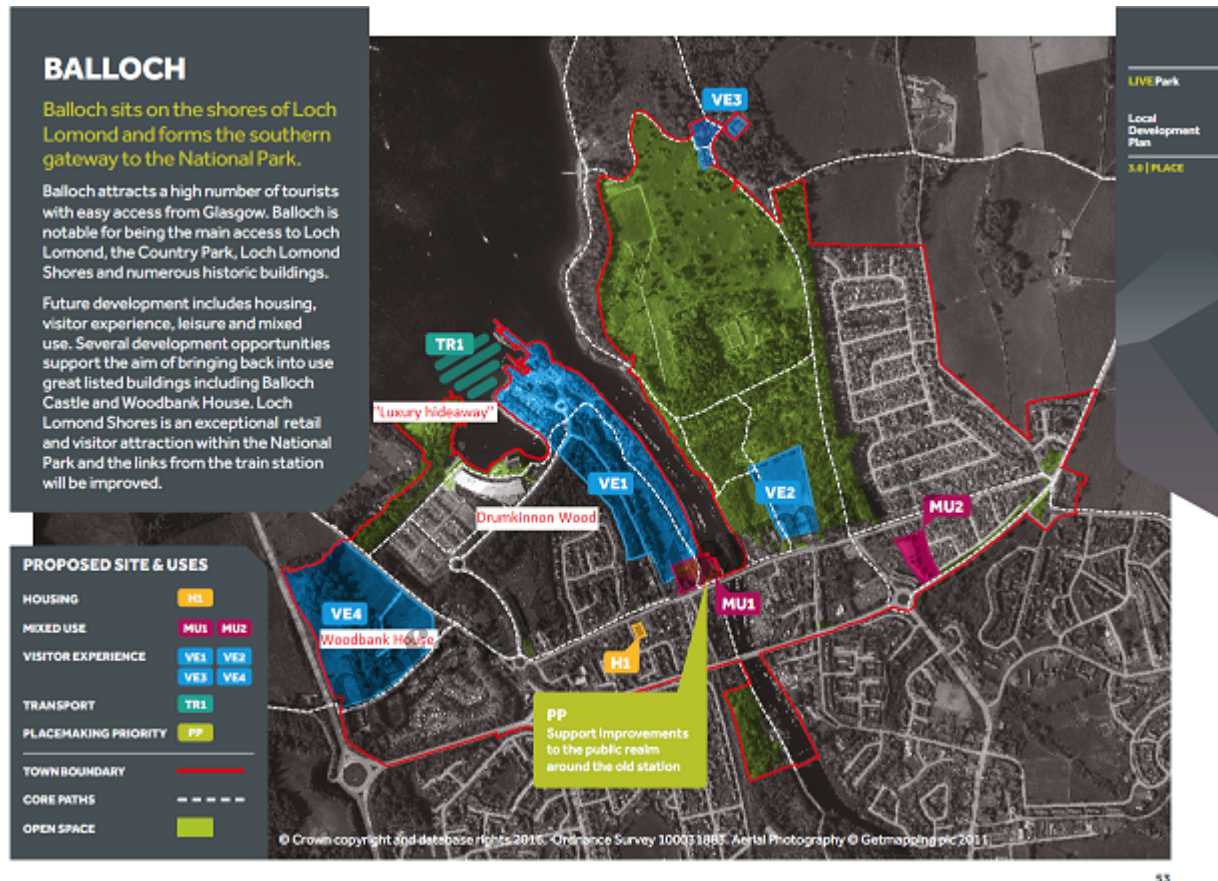 BALLOCH
Balloch sits on the shores of Loch
Lomond and forms the southern
gateway to the National Park.
Balloch attracts a high number of tourists
with easy access from Glasgow. Balloch is
notable for being the main access to Loch
Lomond, the Country Park, Loch Lomond
Shores and numerous historic buildings.
Future development includes housing,
visitor experience, leisure and mixed
use. Several development opportunities
support the aim of bringing back into use
great listed buildings including Balloch
Castle and Woodbank House. Loch
Lomond Shores is an exceptional retail
and visitor attraction within the National
Park and the links from the train station
will be improved.
PROPOSED SITE & USES
HOUSING H1
MIXED USE MU1 MU2
VISITOR EXPERIENCE VE1 VE2
VE3 VE4
TRANSPORT TR1
PLACEMAKING PRIORITY PP
TOWN BOUNDARY
CORE PATHS
OPEN SPACE
VE3
TR1
"Luxury hideaway"
VE1
VE2
Drumkinnon Wood
MU2
VE4
Woodbank House
MU1
H1
PP
Support improvements
to the public realm
around the old station
© Crown copyright and database rights 2016. Ordnance Survey 100031883. Aerial Photography © Getmapping plc 2011
LIVE Park
Local
Development
Plan
3.0 | PLACE
53